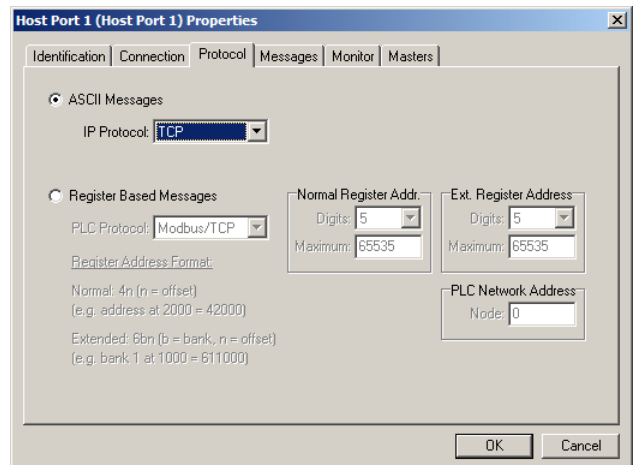 Host Port 1 (Host Port 1) Properties
Identification Connection Protocol Messages Monitor Masters
ASCII Messages
IP Protocol: TCP
Register Based Messages
PLC Protocol: Modbus/TCP
Register Address Format:
Normal: 4n (n = offset)
(e.g. address at 2000 = 42000)
Extended: 6bn (b = bank, n = offset)
(e.g. bank 1 at 1000 = 611000)
Normal Register Addr.
Digits: 5
Maximum: 65535
Ext. Register Address
Digits: 5
Maximum: 65535
PLC Network Address
Node: 0
OK Cancel